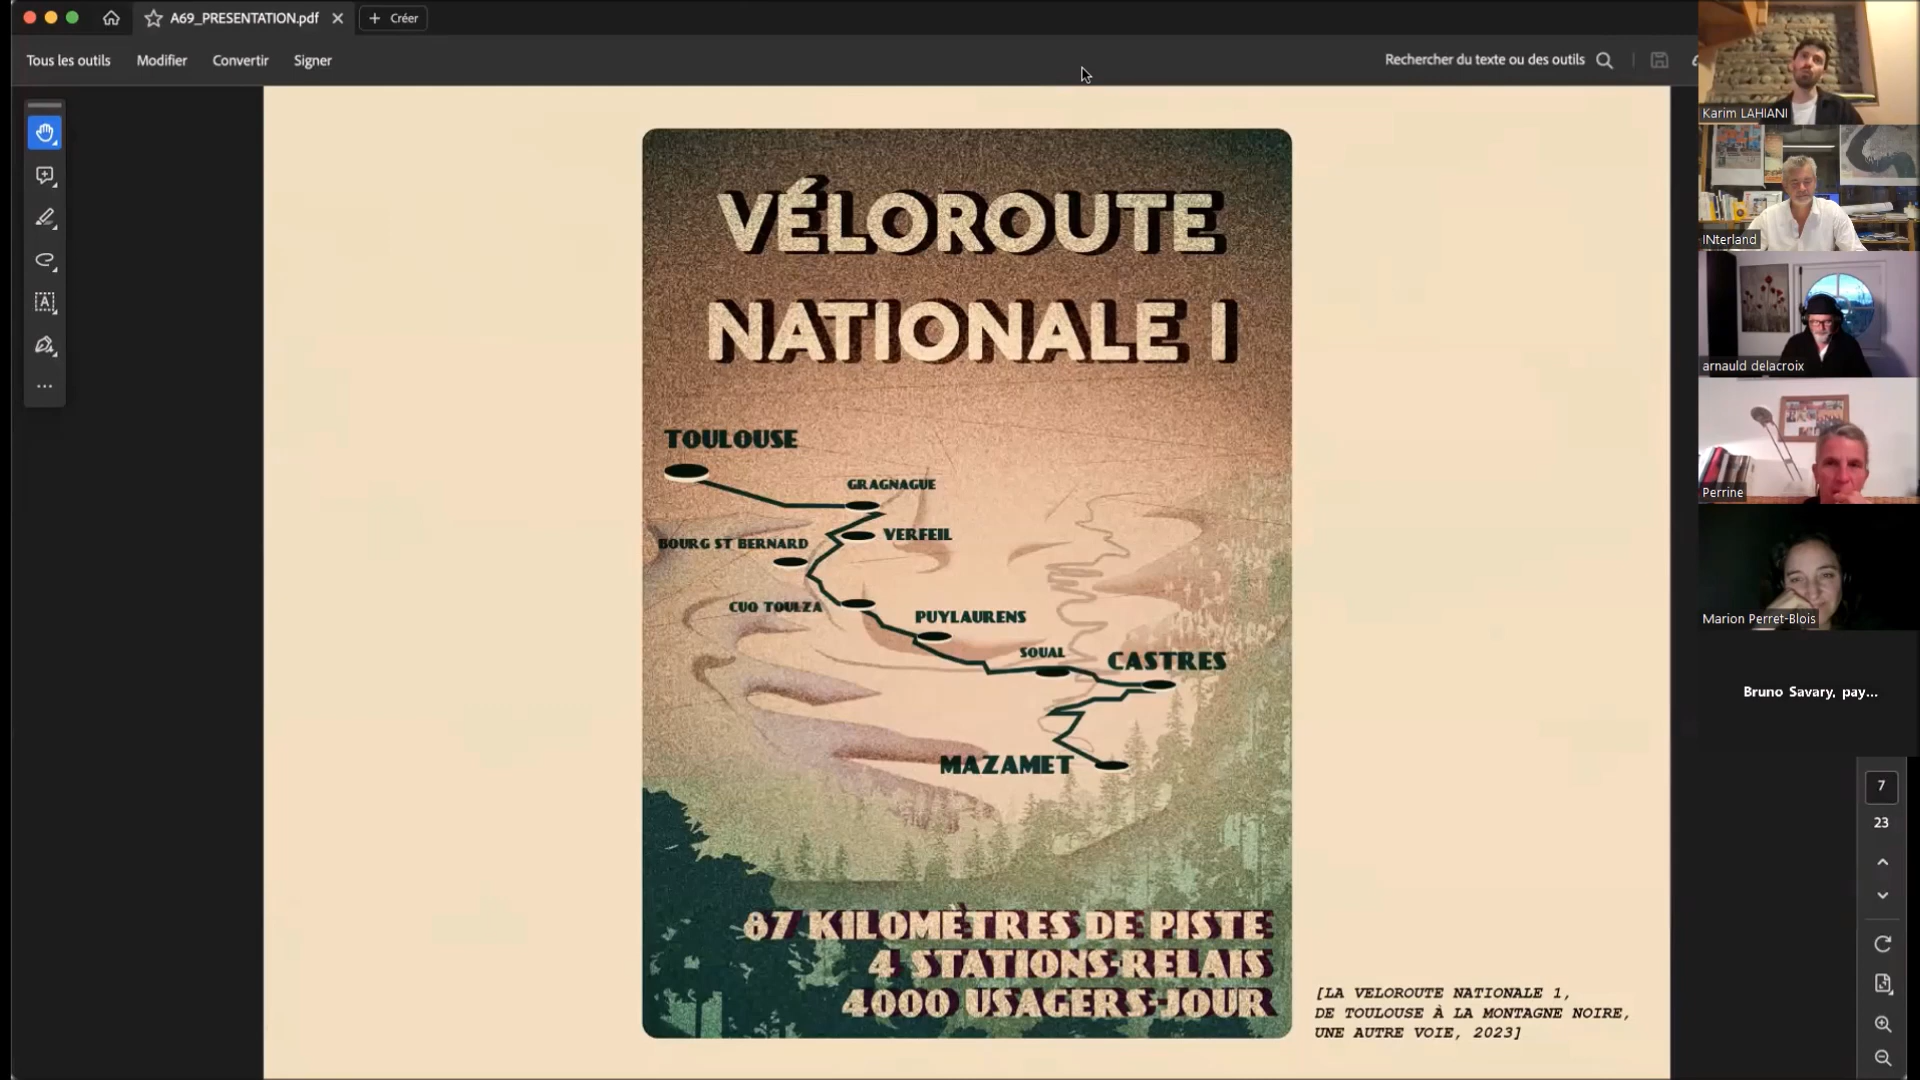 A69_PRESENTATION.pdf
Créer
Tous les outils
Modifier
Convertir
Signer
Rechercher du texte ou des outils
VÉLOROUTE
NATIONALE I
TOULOUSE
GRAGNAGUE
VERFEIL
BOURG ST BERNARD
CUQ TOULZA
PUYLAURENS
SOUAL
CASTRES
MAZAMET
87 KILOMÈTRES DE PISTE
4 STATIONS-RELAIS
4000 USAGERS-JOUR
[LA VELOROUTE NATIONALE 1,
DE TOULOUSE À LA MONTAGNE NOIRE,
UNE AUTRE VOIE, 2023]
Karim LAHIANI
INterland
arnauld delacroix
Perrine
Marion Perret-Blois
Bruno Savary, pay...
7
23